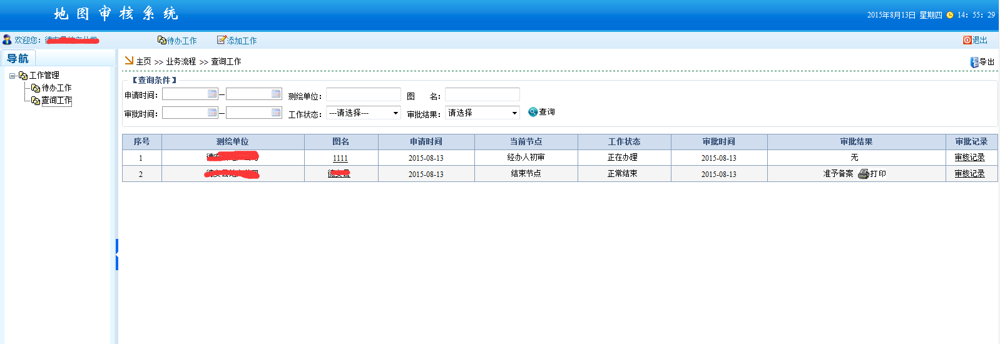 地图审核系统
2015年8月13日 星期四 14：55：29
欢迎您：
待办工作 添加工作 退出
导航
工作管理
待办工作
查询工作
主页 >> 业务流程 >> 查询工作 导出
【查询条件】
申请时间： — 测绘单位： 图 名：
审批时间： — 工作状态： ---请选择--- 审批结果： 请选择 查询
序号 测绘单位 图名 申请时间 当前节点 工作状态 审批时间 审批结果 审批记录
1 1111 2015-08-13 经办人初审 正在办理 2015-08-13 无 审核记录
2 2015-08-13 结束节点 正常结束 2015-08-13 准予备案 打印 审核记录